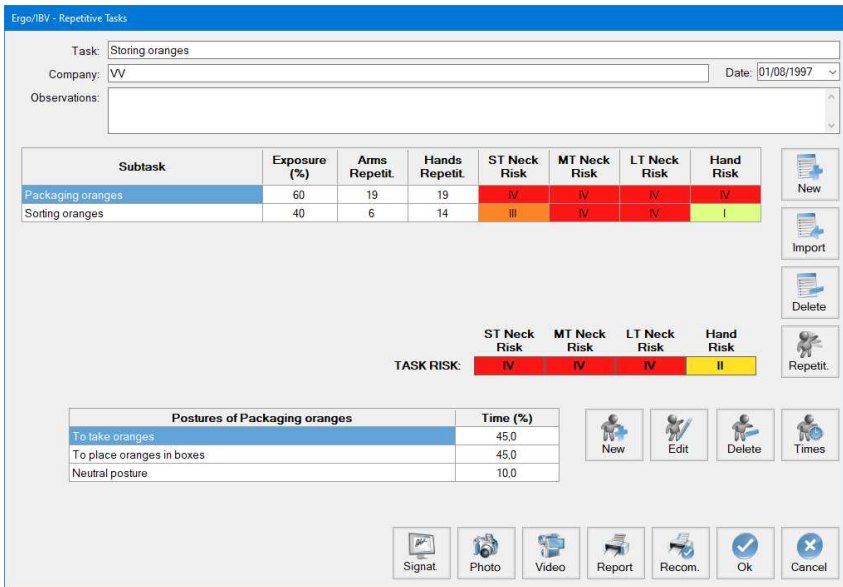 Ergo/IBV - Repetitive Tasks
Task: Storing oranges
Company: VV Date: 01/08/1997
Observations:
Subtask Exposure (%) Arms Repetit. Hands Repetit. ST Neck Risk MT Neck Risk LT Neck Risk Hand Risk
Packaging oranges 60 19 19 IV IV IV IV
Sorting oranges 40 6 14 III IV IV I
New
Import
Delete
Repetit.
ST Neck Risk MT Neck Risk LT Neck Risk Hand Risk
TASK RISK: IV IV IV II
Postures of Packaging oranges Time (%)
To take oranges 45,0
To place oranges in boxes 45,0
Neutral posture 10,0
New Edit Delete Times
Signat. Photo Video Report Recom. Ok Cancel